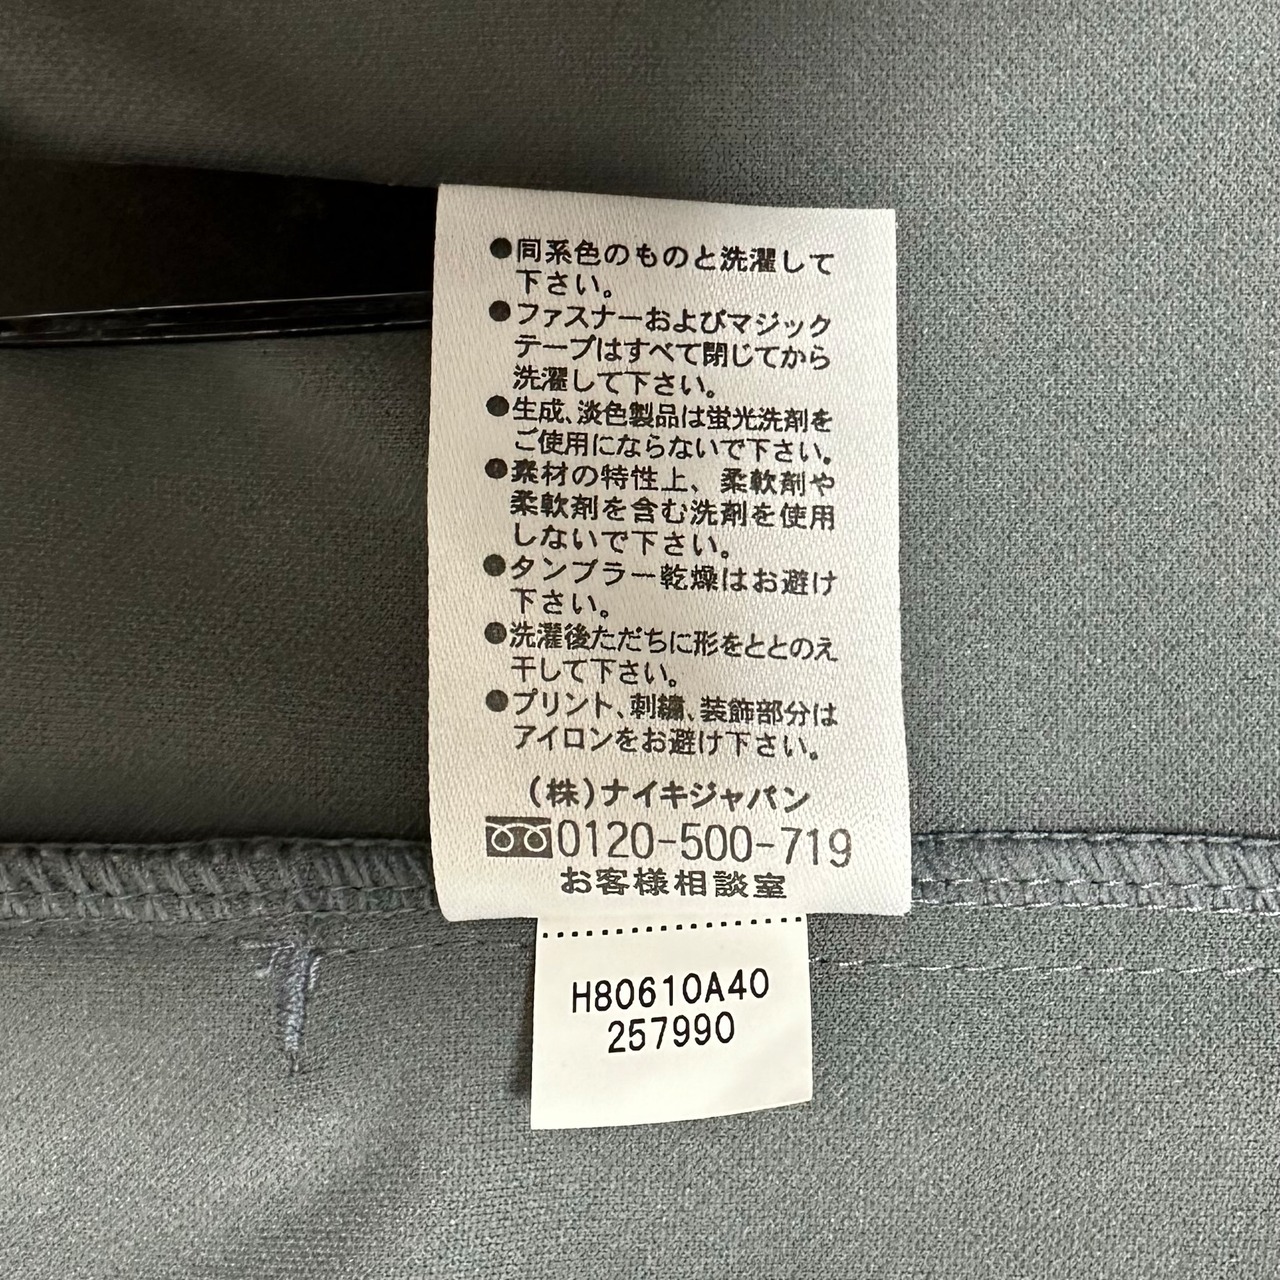 ●同系色のものと洗濯して
下さい。
●ファスナーおよびマジック
テープはすべて閉じてから
洗濯して下さい。
●生成、淡色製品は蛍光洗剤を
ご使用にならないで下さい。
●素材の特性上、柔軟剤や
柔軟剤を含む洗剤を使用
しないで下さい。
●タンブラー乾燥はお避け
下さい。
●洗濯後ただちに形をととのえ
干して下さい。
●プリント、刺繍、装飾部分は
アイロンをお避け下さい。
(株)ナイキジャパン
0120-500-719
お客様相談室
H80610A40
257990